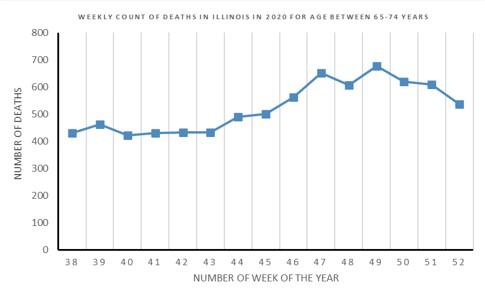 WEEKLY COUNT OF DEATHS IN ILLINOIS IN 2020 FOR AGE BETWEEN 65-74 YEARS
800
700
600
500
400
300
200
100
0
NUMBER OF DEATHS
38 39 40 41 42 43 44 45 46 47 48 49 50 51 52
NUMBER OF WEEK OF THE YEAR